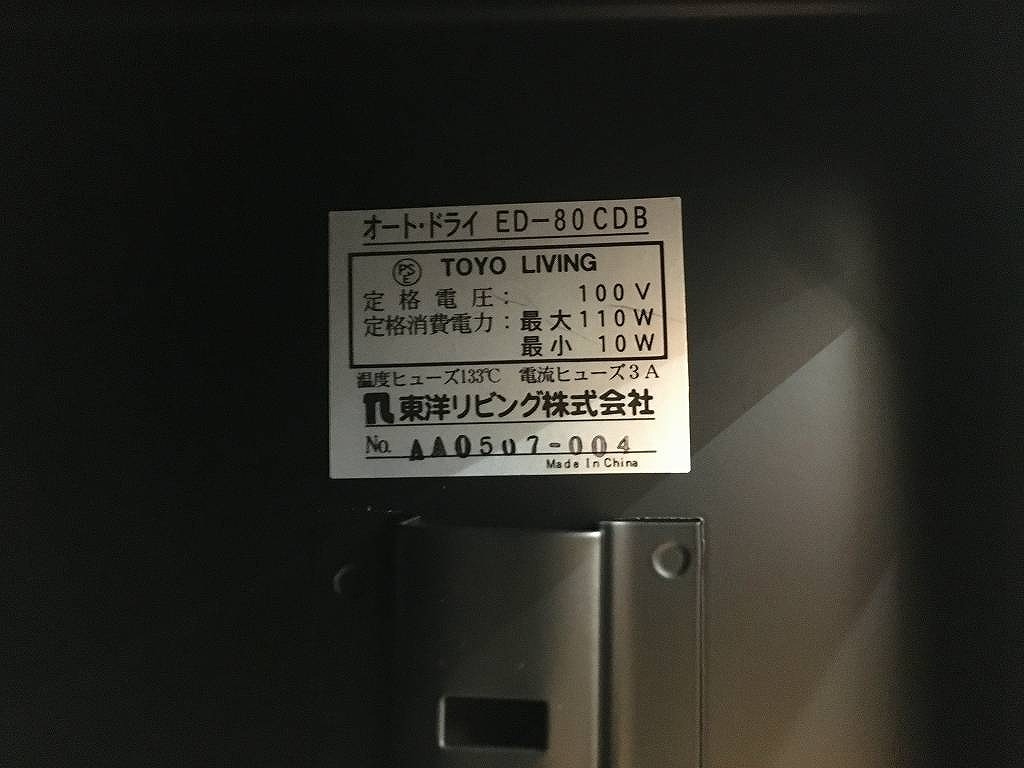 オート・ドライ ED-80CDB
PS E TOYO LIVING
定格電圧: 100V
定格消費電力:最大110W
最小 10W
温度ヒューズ133℃ 電流ヒューズ3A
東洋リビング株式会社
No. AA0507-004
Made In China